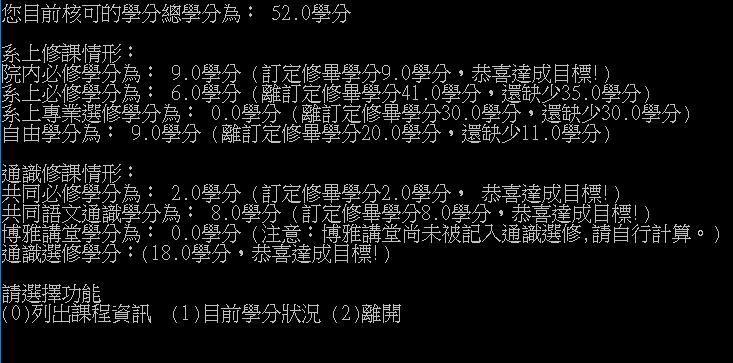 您目前核可的學分總學分為： 52.0學分
系上修課情形：
院內必修學分為： 9.0學分 (訂定修畢學分9.0學分，恭喜達成目標!)
系上必修學分為： 6.0學分 (離訂定修畢學分41.0學分，還缺少35.0學分)
系上專業選修學分為： 0.0學分 (離訂定修畢學分30.0學分，還缺少30.0學分)
自由學分為： 9.0學分 (離訂定修畢學分20.0學分，還缺少11.0學分)
通識修課情形：
共同必修學分為： 2.0學分 (訂定修畢學分2.0學分， 恭喜達成目標!)
共同語文通識學分為： 8.0學分 (訂定修畢學分8.0學分，恭喜達成目標!)
博雅講堂學分為： 0.0學分 (注意：博雅講堂尚未被記入通識選修,請自行計算。)
通識選修學分：(18.0學分，恭喜達成目標!)
請選擇功能
(0)列出課程資訊 (1)目前學分狀況 (2)離開